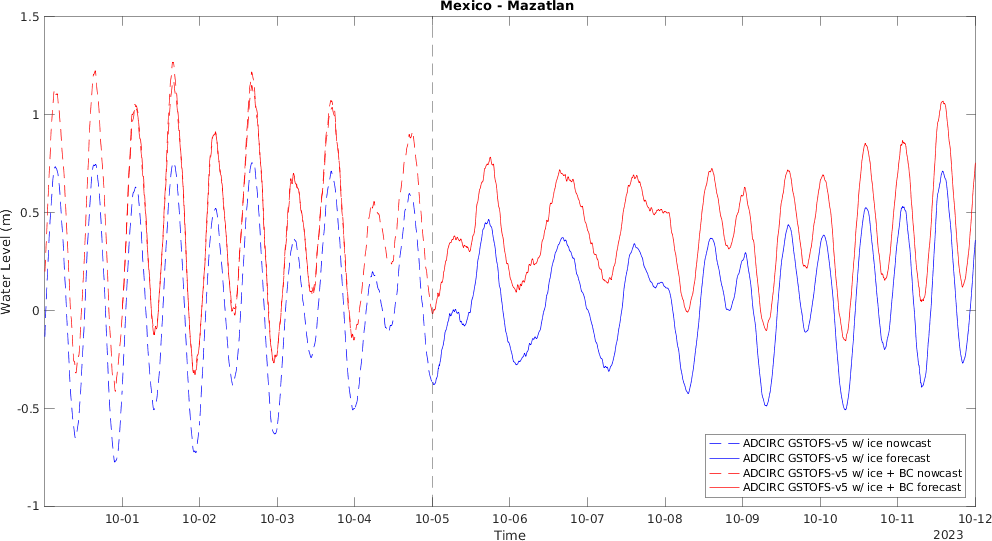 Mexico - Mazatlan
1.5
1
0.5
0
-0.5
-1
Water Level (m)
10-01 10-02 10-03 10-04 10-05 10-06 10-07 10-08 10-09 10-10 10-11 10-12
Time
2023
ADCIRC GSTOFS-v5 w/ ice nowcast
ADCIRC GSTOFS-v5 w/ ice forecast
ADCIRC GSTOFS-v5 w/ ice + BC nowcast
ADCIRC GSTOFS-v5 w/ ice + BC forecast